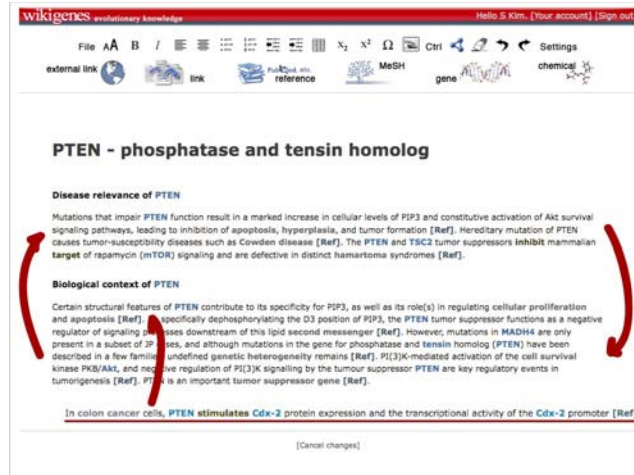 wikigenes evolutionary knowledge
Hello S Kim. [Your account] [Sign out
File AA B I X₂ X² Ω Ctrl Settings
external link link PubMed, etc. reference MeSH gene chemical
PTEN - phosphatase and tensin homolog
Disease relevance of PTEN
Mutations that impair PTEN function result in a marked increase in cellular levels of PIP3 and constitutive activation of Akt survival
signaling pathways, leading to inhibition of apoptosis, hyperplasia, and tumor formation [Ref]. Hereditary mutation of PTEN
causes tumor-susceptibility diseases such as Cowden disease [Ref]. The PTEN and TSC2 tumor suppressors inhibit mammalian
target of rapamycin (mTOR) signaling and are defective in distinct hamartoma syndromes [Ref].
Biological context of PTEN
Certain structural features of PTEN contribute to its specificity for PIP3, as well as its role(s) in regulating cellular proliferation
and apoptosis [Ref]. specifically dephosphorylating the D3 position of PIP3, the PTEN tumor suppressor functions as a negative
regulator of signaling processes downstream of this lipid second messenger [Ref]. However, mutations in MADH4 are only
present in a subset of JP cases, and although mutations in the gene for phosphatase and tensin homolog (PTEN) have been
described in a few families undefined genetic heterogeneity remains [Ref]. PI(3)K-mediated activation of the cell survival
kinase PKB/Akt, and negative regulation of PI(3)K signalling by the tumour suppressor PTEN are key regulatory events in
tumorigenesis [Ref]. PTEN is an important tumor suppressor gene [Ref].
In colon cancer cells, PTEN stimulates Cdx-2 protein expression and the transcriptional activity of the Cdx-2 promoter [Ref
[Cancel changes]